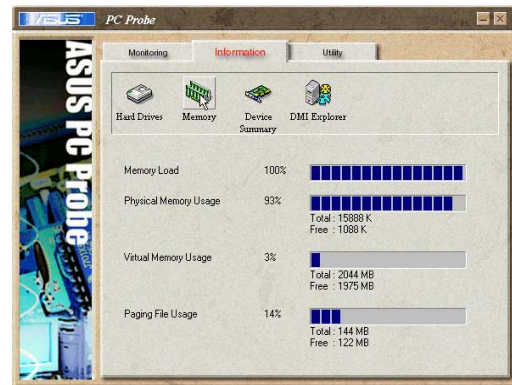 ASUS PC Probe
Monitoring Information Utility
ASUS PC Probe
Hard Drives Memory Device Summary DMI Explorer
Memory Load 100%
Physical Memory Usage 93%
Total : 15888 K
Free : 1088 K
Virtual Memory Usage 3%
Total : 2044 MB
Free : 1975 MB
Paging File Usage 14%
Total : 144 MB
Free : 122 MB